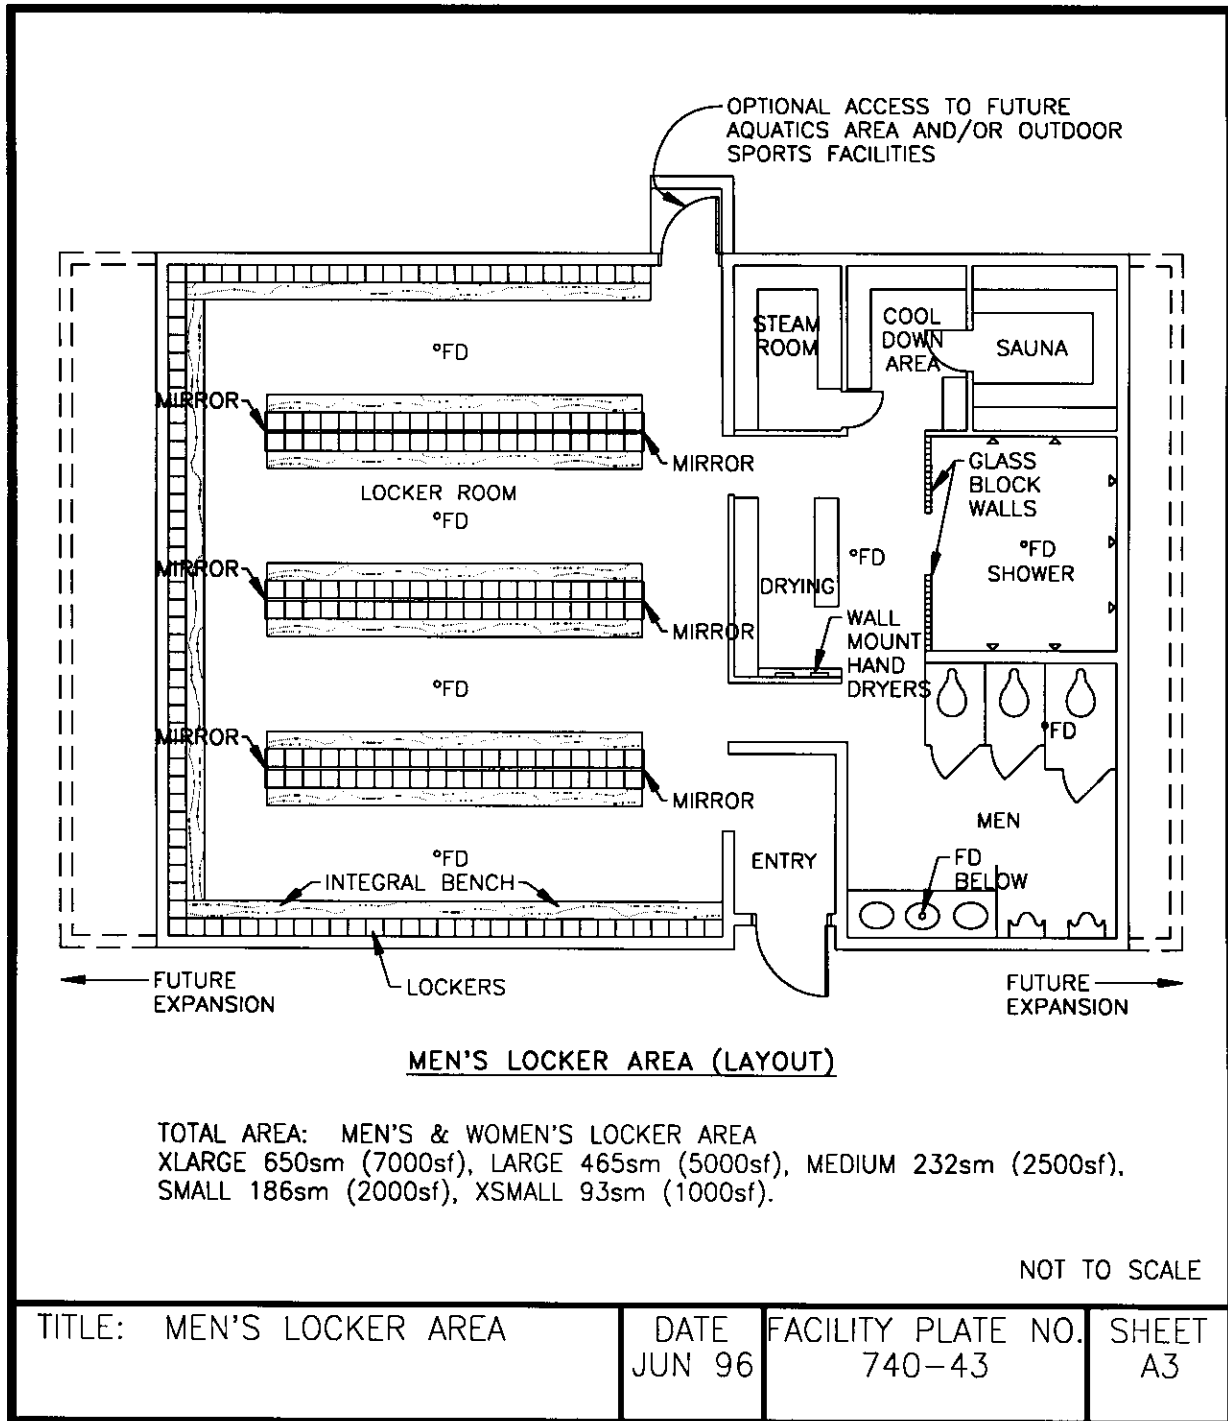 OPTIONAL ACCESS TO FUTURE
AQUATICS AREA AND/OR OUTDOOR
SPORTS FACILITIES
STEAM
ROOM
COOL
DOWN
AREA
SAUNA
°FD
MIRROR
MIRROR
LOCKER ROOM
°FD
GLASS
BLOCK
WALLS
°FD
SHOWER
°FD
DRYING
MIRROR
MIRROR
WALL
MOUNT
HAND
DRYERS
°FD
FD
MIRROR
MIRROR
MEN
ENTRY
°FD
INTEGRAL BENCH
FD
BELOW
LOCKERS
FUTURE
EXPANSION
FUTURE
EXPANSION
MEN'S LOCKER AREA (LAYOUT)
TOTAL AREA: MEN'S & WOMEN'S LOCKER AREA
XLARGE 650sm (7000sf), LARGE 465sm (5000sf), MEDIUM 232sm (2500sf),
SMALL 186sm (2000sf), XSMALL 93sm (1000sf).
NOT TO SCALE
TITLE: MEN'S LOCKER AREA
DATE
JUN 96
FACILITY PLATE NO.
740-43
SHEET
A3